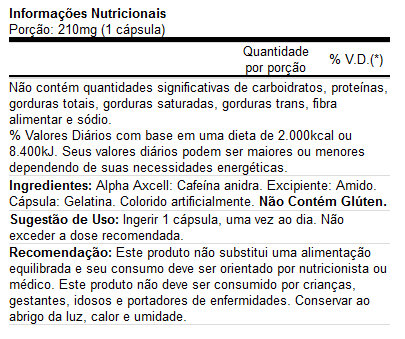 Informações Nutricionais
Porção: 210mg (1 cápsula)
Quantidade
por porção
% V.D.(*)
Não contém quantidades significativas de carboidratos, proteínas,
gorduras totais, gorduras saturadas, gorduras trans, fibra
alimentar e sódio.
% Valores Diários com base em uma dieta de 2.000kcal ou
8.400kJ. Seus valores diários podem ser maiores ou menores
dependendo de suas necessidades energéticas.
Ingredientes: Alpha Axcell: Cafeína anidra. Excipiente: Amido.
Cápsula: Gelatina. Colorido artificialmente. Não Contém Glúten.
Sugestão de Uso: Ingerir 1 cápsula, uma vez ao dia. Não
exceder a dose recomendada.
Recomendação: Este produto não substitui uma alimentação
equilibrada e seu consumo deve ser orientado por nutricionista ou
médico. Este produto não deve ser consumido por crianças,
gestantes, idosos e portadores de enfermidades. Conservar ao
abrigo da luz, calor e umidade.